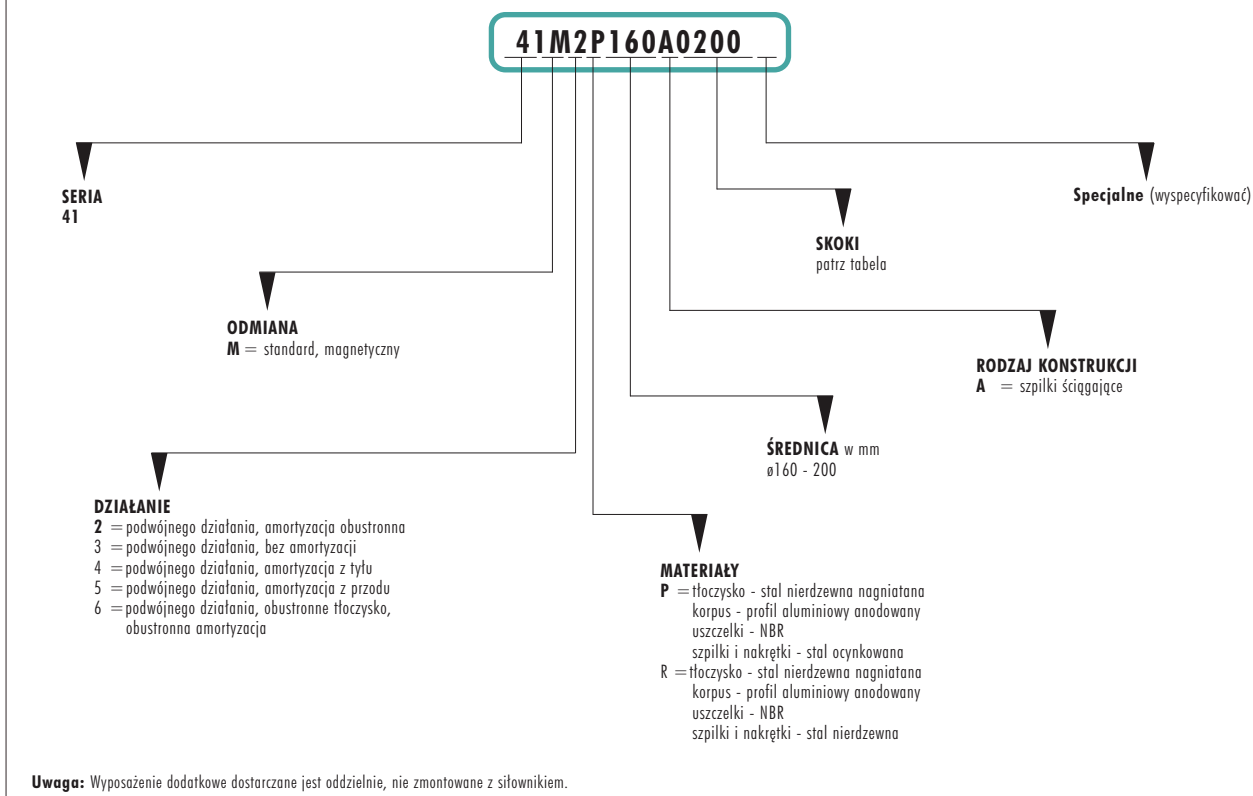 41M2P160A0200
SERIA
41
Specjalne (wyspecyfikować)
SKOKI
patrz tabela
ODMIANA
M = standard, magnetyczny
RODZAJ KONSTRUKCJI
A = szpilki ściągające
ŚREDNICA w mm
ø160 - 200
DZIAŁANIE
2 = podwójnego działania, amortyzacja obustronna
3 = podwójnego działania, bez amortyzacji
4 = podwójnego działania, amortyzacja z tyłu
5 = podwójnego działania, amortyzacja z przodu
6 = podwójnego działania, obustronne tłoczysko,
obustronna amortyzacja
MATERIAŁY
P = tłoczysko - stal nierdzewna nagniatana
korpus - profil aluminiowy anodowany
uszczelki - NBR
szpilki i nakrętki - stal ocynkowana
R = tłoczysko - stal nierdzewna nagniatana
korpus - profil aluminiowy anodowany
uszczelki - NBR
szpilki i nakrętki - stal nierdzewna
Uwaga: Wyposażenie dodatkowe dostarczane jest oddzielnie, nie zmontowane z siłownikiem.